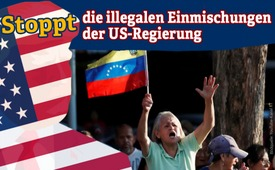 Stoppt
die illegalen Einmischungen
der US-Regierung